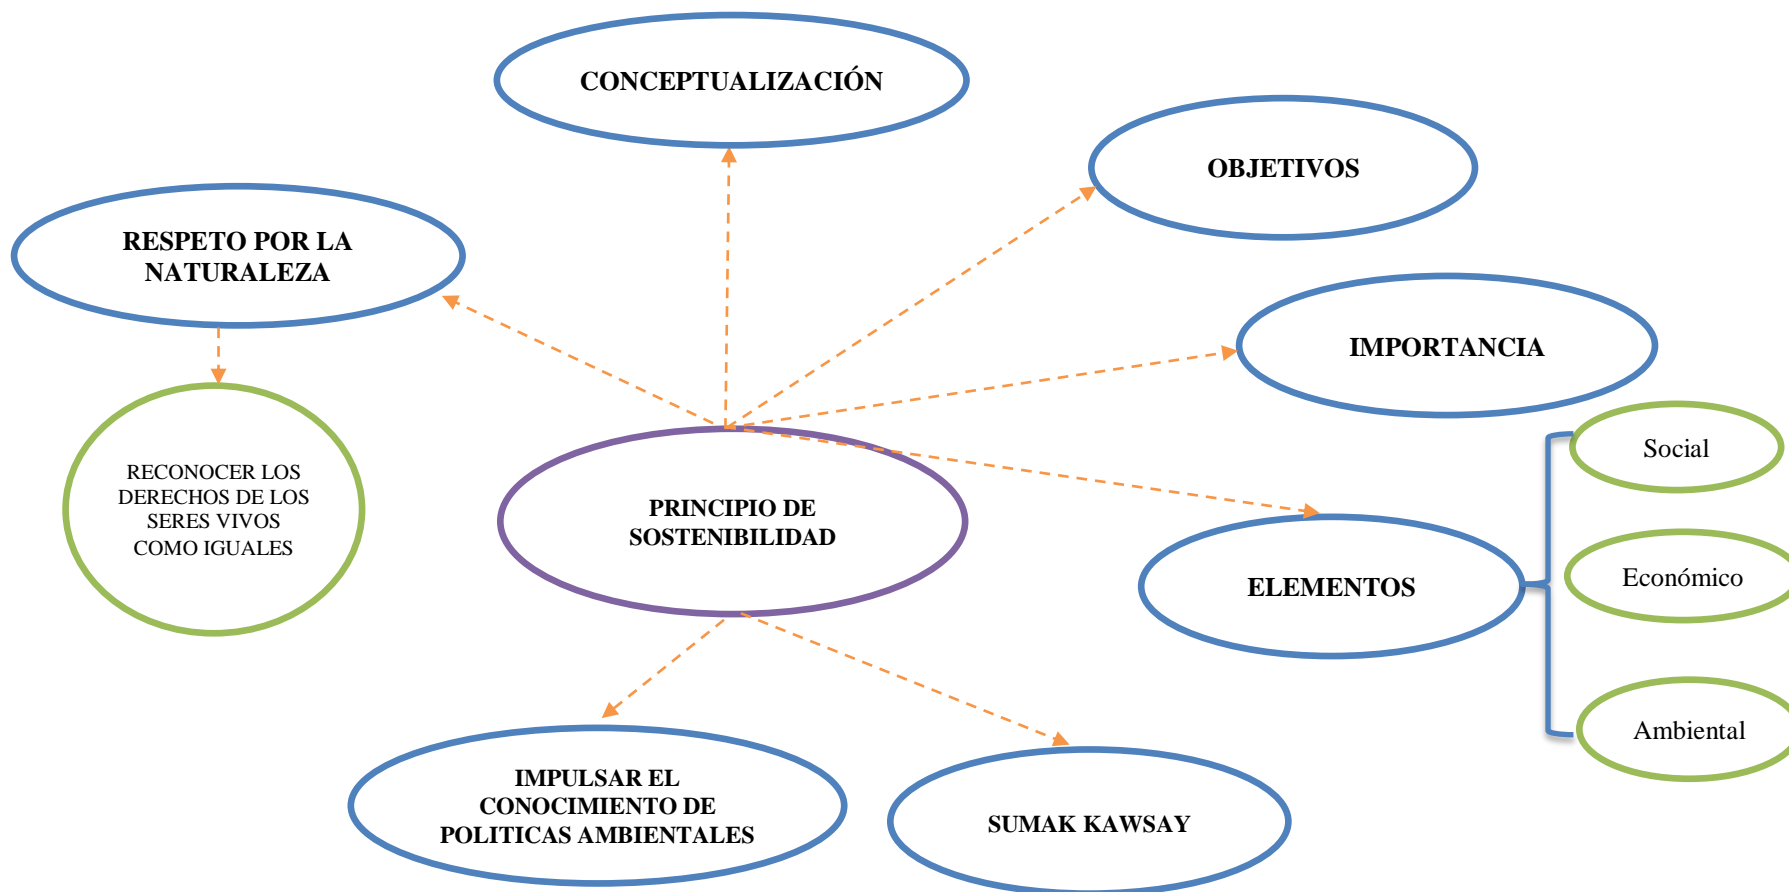 CONCEPTUALIZACIÓN
OBJETIVOS
RESPETO POR LA
NATURALEZA
IMPORTANCIA
Social
RECONOCER LOS
DERECHOS DE LOS
SERES VIVOS
COMO IGUALES
PRINCIPIO DE
SOSTENIBILIDAD
ELEMENTOS
Económico
Ambiental
IMPULSAR EL
CONOCIMIENTO DE
POLITICAS AMBIENTALES
SUMAK KAWSAY